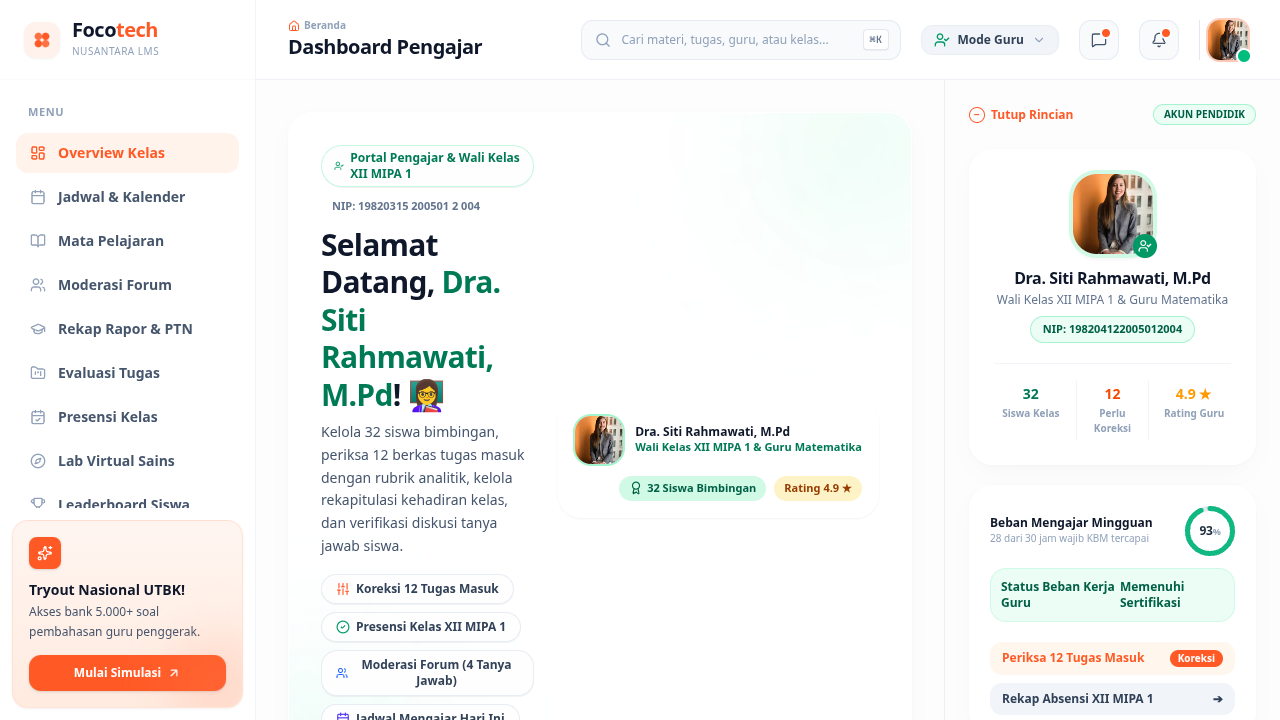 Focotech
NUSANTARA LMS
MENU
Overview Kelas
Jadwal & Kalender
Mata Pelajaran
Moderasi Forum
Rekap Rapor & PTN
Evaluasi Tugas
Presensi Kelas
Lab Virtual Sains
Leaderboard Siswa
Tryout Nasional UTBK!
Akses bank 5.000+ soal
pembahasan guru penggerak.
Mulai Simulasi
Beranda
Dashboard Pengajar
Cari materi, tugas, guru, atau kelas...
⌘K
Mode Guru
Portal Pengajar & Wali Kelas
XII MIPA 1
NIP: 19820315 200501 2 004
Selamat
Datang, Dra.
Siti
Rahmawati,
M.Pd! 👩‍🏫
Kelola 32 siswa bimbingan,
periksa 12 berkas tugas masuk
dengan rubrik analitik, kelola
rekapitulasi kehadiran kelas,
dan verifikasi diskusi tanya
jawab siswa.
Koreksi 12 Tugas Masuk
Presensi Kelas XII MIPA 1
Moderasi Forum (4 Tanya
Jawab)
Jadwal Mengajar Hari Ini
Dra. Siti Rahmawati, M.Pd
Wali Kelas XII MIPA 1 & Guru Matematika
32 Siswa Bimbingan
Rating 4.9 ★
Tutup Rincian
AKUN PENDIDIK
Dra. Siti Rahmawati, M.Pd
Wali Kelas XII MIPA 1 & Guru Matematika
NIP: 198204122005012004
32
Siswa Kelas
12
Perlu
Koreksi
4.9 ★
Rating Guru
Beban Mengajar Mingguan
28 dari 30 jam wajib KBM tercapai
93%
Status Beban Kerja
Guru
Memenuhi
Sertifikasi
Periksa 12 Tugas Masuk
Koreksi
Rekap Absensi XII MIPA 1 ➔